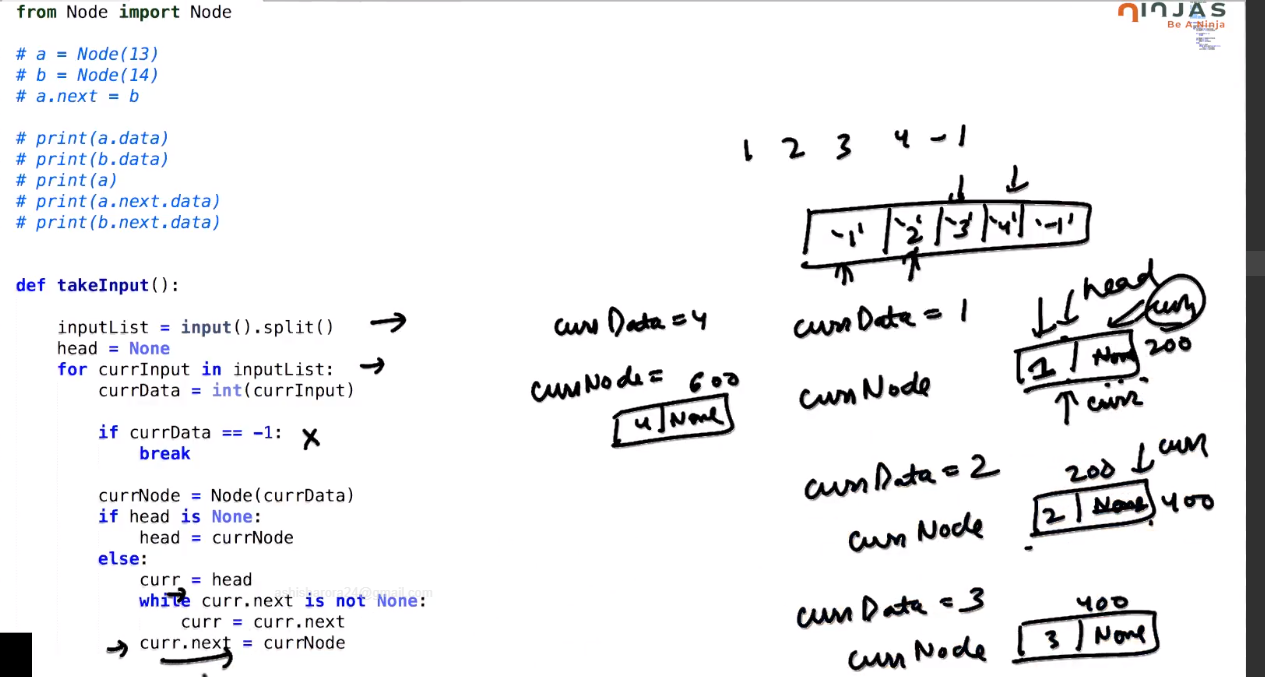 from Node import Node
# a = Node(13)
# b = Node(14)
# a.next = b
# print(a.data)
# print(b.data)
# print(a)
# print(a.next.data)
# print(b.next.data)
def takeInput():
inputList = input().split()
head = None
for currInput in inputList:
currData = int(currInput)
if currData == -1:
break
currNode = Node(currData)
if head is None:
head = currNode
else:
curr = head
while curr.next is not None:
curr = curr.next
curr.next = currNode
NINJAS
Be A Ninja
1 2 3 4 -1
'1' '2' '3' '4' '-1'
currData = 4
currNode = 600
4 None
currData = 1
currNode
head
curr
1 None 200
curr
currData = 2
currNode
200 curr
2 None 400
currData = 3
currNode
400
3 None